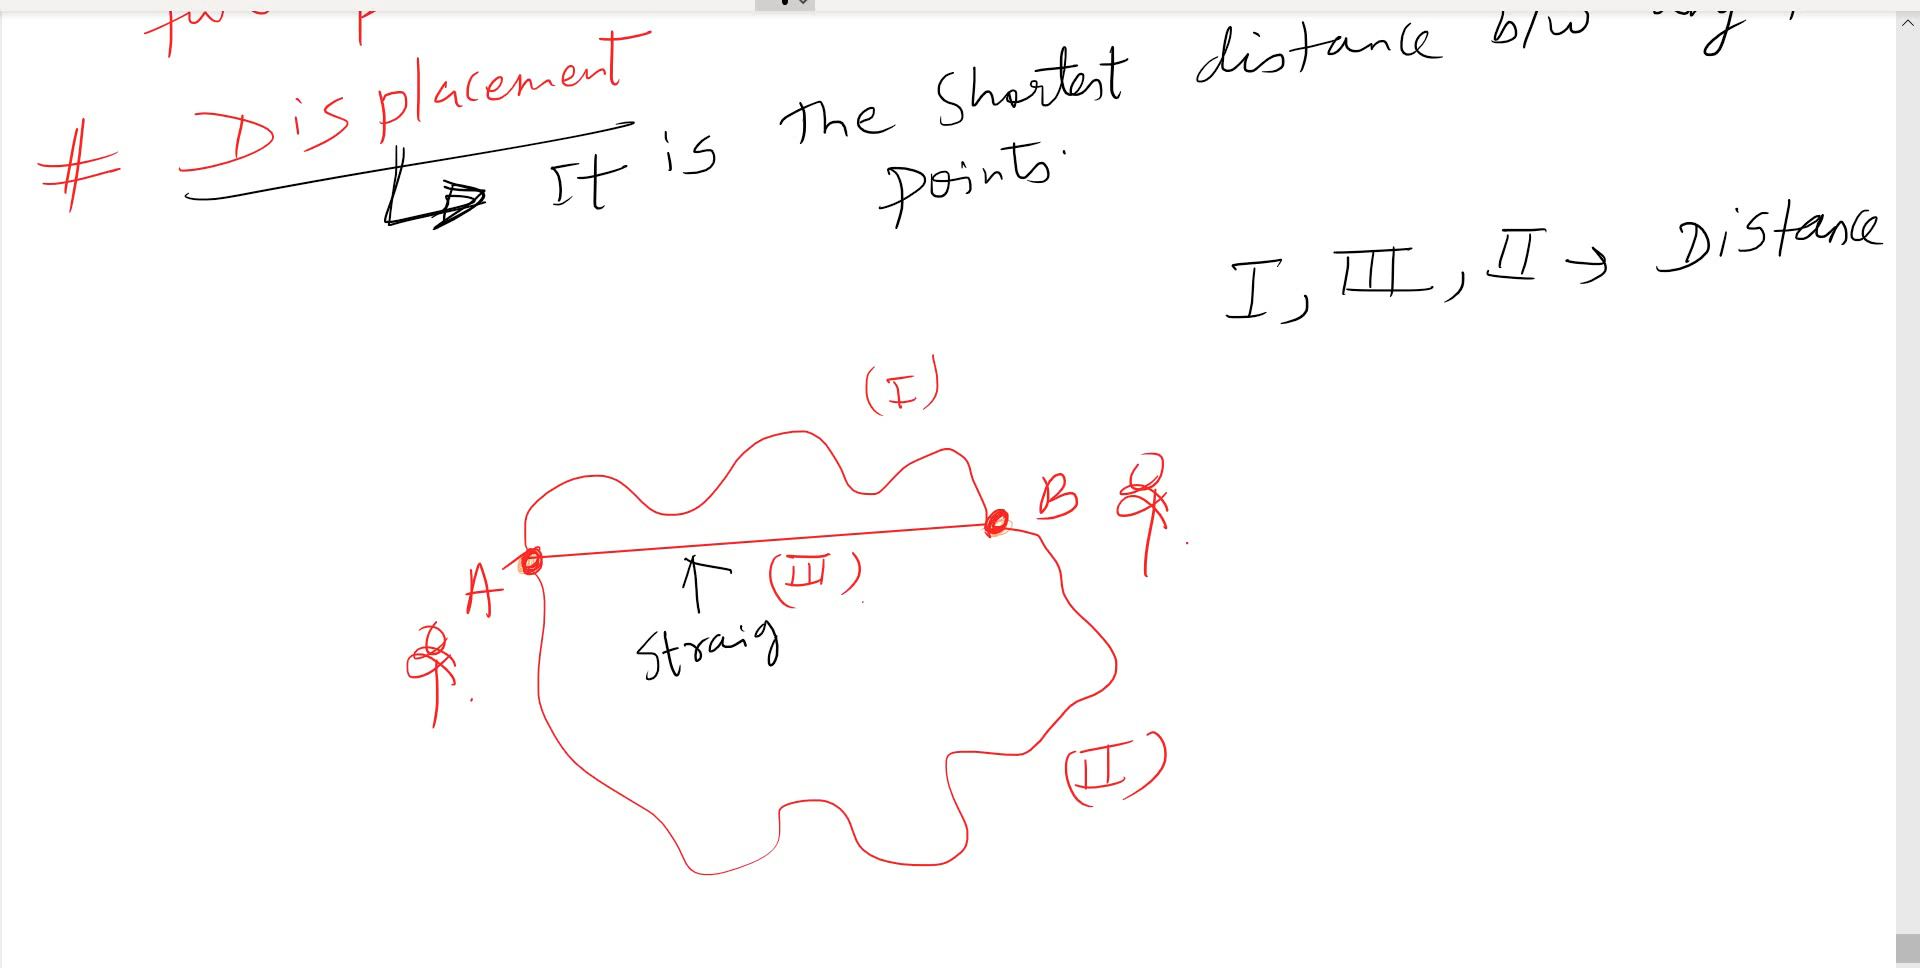 # Displacement
It is the shortest distance b/w
points.
I, III, II → Distance
(I)
B
A
(III)
straig
(II)